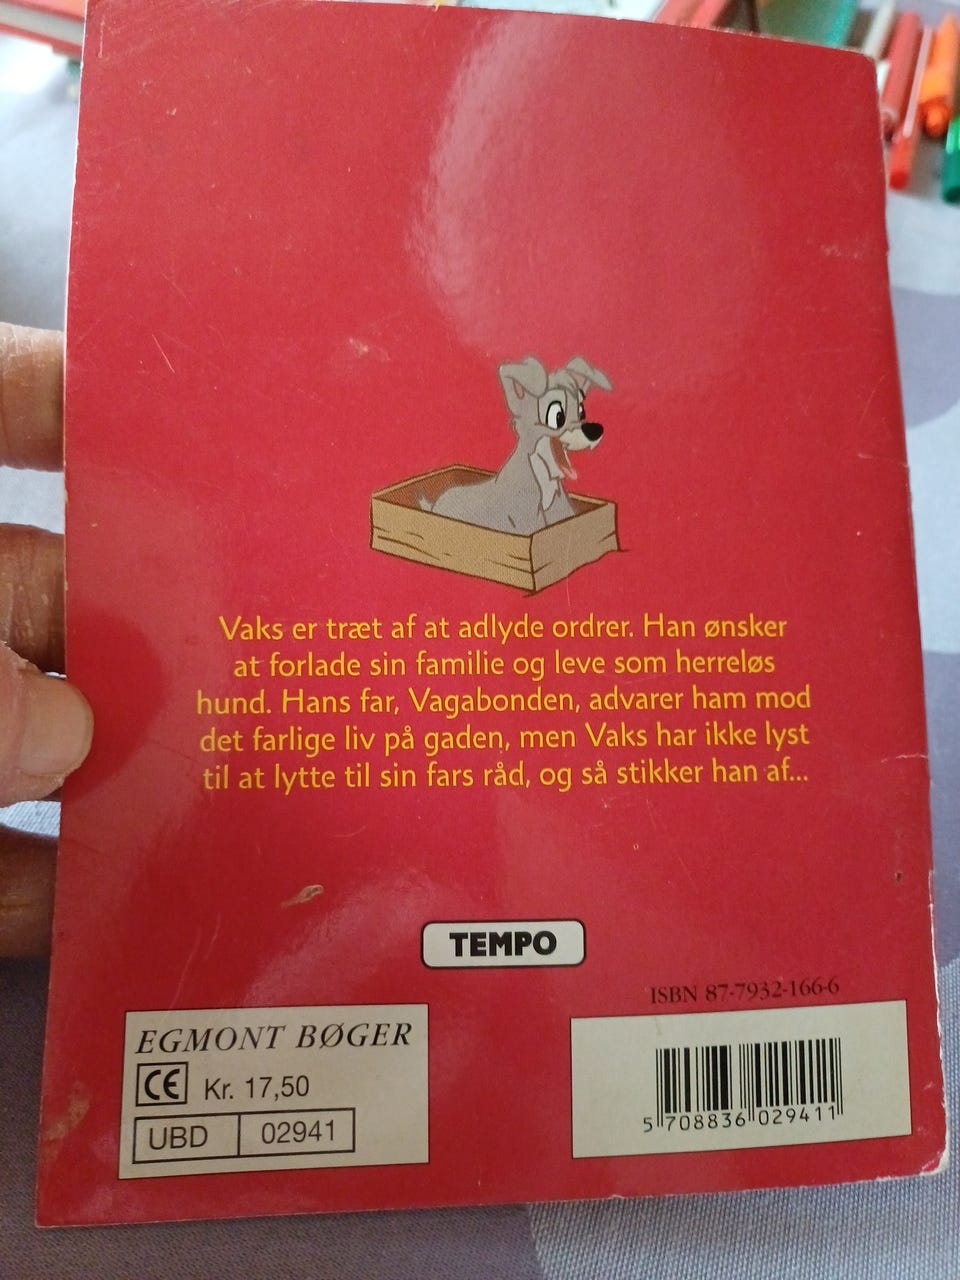 Vaks er træt af at adlyde ordrer. Han ønsker
at forlade sin familie og leve som herreløs
hund. Hans far, Vagabonden, advarer ham mod
det farlige liv på gaden, men Vaks har ikke lyst
til at lytte til sin fars råd, og så stikker han af...
TEMPO
ISBN 87-7932-166-6
EGMONT BØGER
CE Kr. 17,50
UBD 02941
5 708836 029411